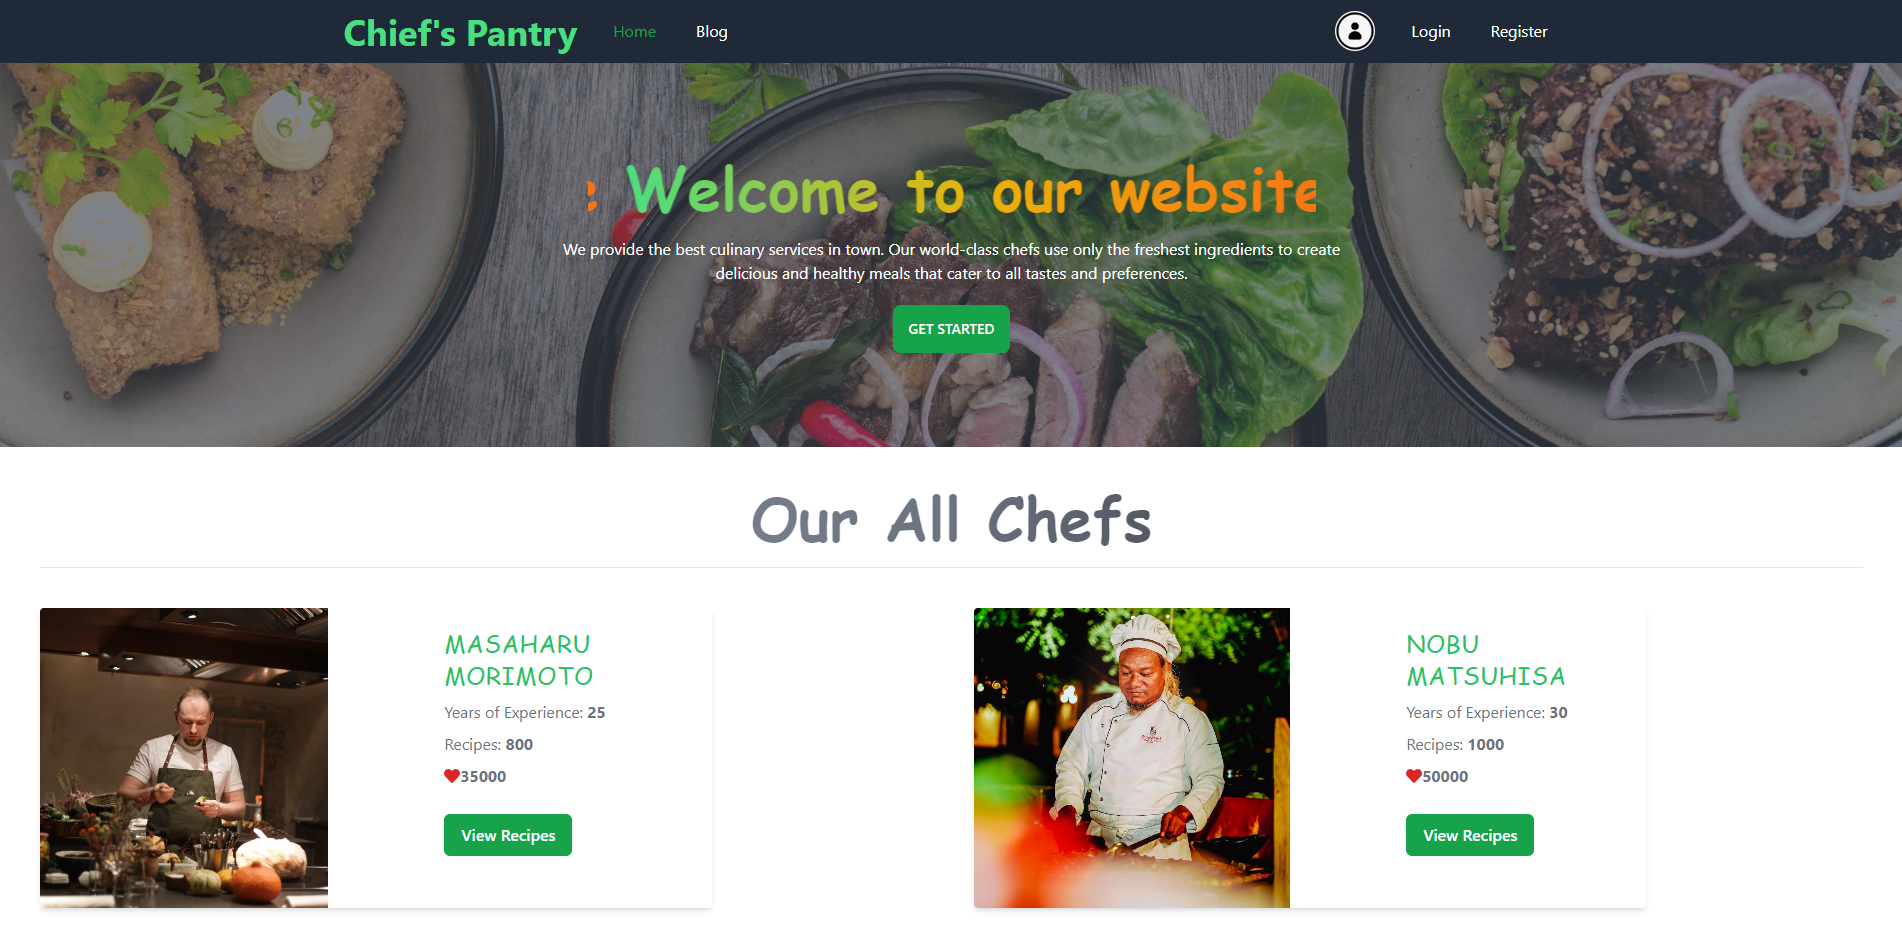 Chief's Pantry
Home
Blog
Login
Register
e Welcome to our website
We provide the best culinary services in town. Our world-class chefs use only the freshest ingredients to create
delicious and healthy meals that cater to all tastes and preferences.
GET STARTED
Our All Chefs
MASAHARU
MORIMOTO
Years of Experience: 25
Recipes: 800
35000
View Recipes
NOBU
MATSUHISA
Years of Experience: 30
Recipes: 1000
50000
View Recipes